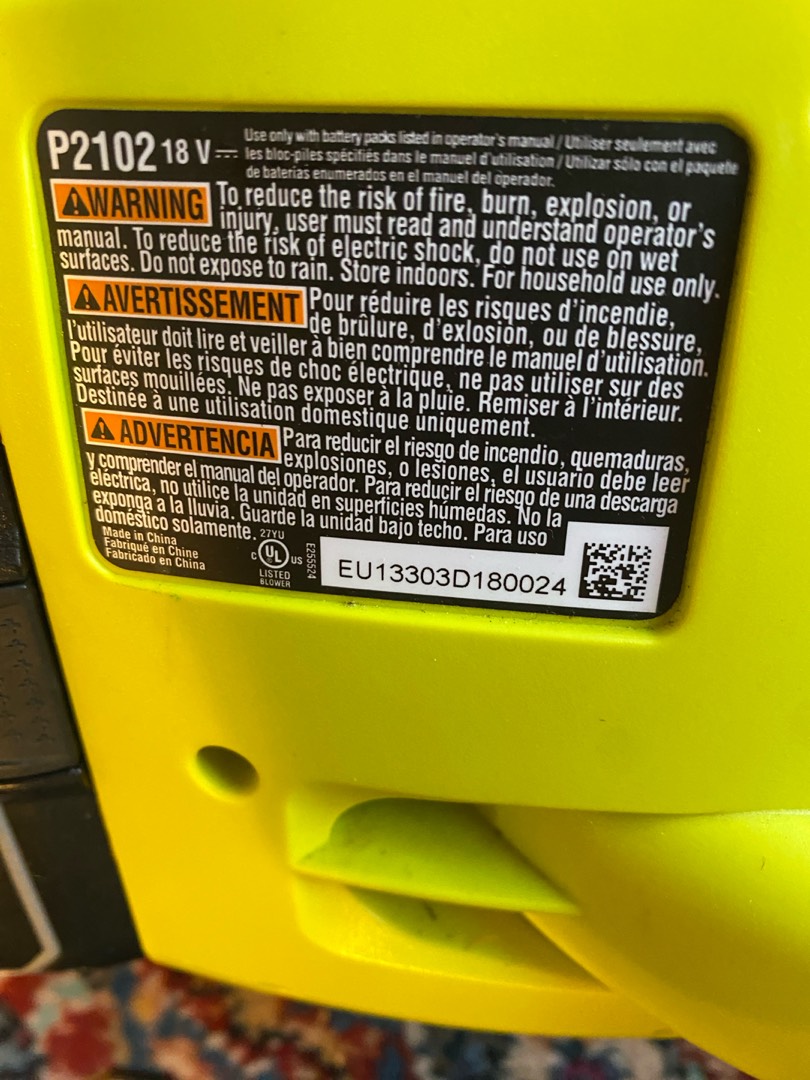 P2102 18 V⎓ Use only with battery packs listed in operator's manual / Utiliser seulement avec
les bloc-piles spécifiés dans le manuel d'utilisation / Utilizar sólo con el paquete
de baterías enumerados en el manuel del operador.
⚠WARNING To reduce the risk of fire, burn, explosion, or
injury, user must read and understand operator's
manual. To reduce the risk of electric shock, do not use on wet
surfaces. Do not expose to rain. Store indoors. For household use only.
⚠AVERTISSEMENT Pour réduire les risques d'incendie,
de brûlure, d'exlosion, ou de blessure,
l'utilisateur doit lire et veiller à bien comprendre le manuel d'utilisation.
Pour éviter les risques de choc électrique, ne pas utiliser sur des
surfaces mouillées. Ne pas exposer à la pluie. Remiser à l'intérieur.
Destinée à une utilisation domestique uniquement.
⚠ADVERTENCIA Para reducir el riesgo de incendio, quemaduras,
explosiones, o lesiones, el usuario debe leer
y comprender el manual del operador. Para reducir el riesgo de una descarga
eléctrica, no utilice la unidad en superficies húmedas. No la
exponga a la lluvia. Guarde la unidad bajo techo. Para uso
doméstico solamente.
Made in China
Fabriqué en Chine
Fabricado en China
27YU
c UL us
LISTED
BLOWER
E255524
EU13303D180024